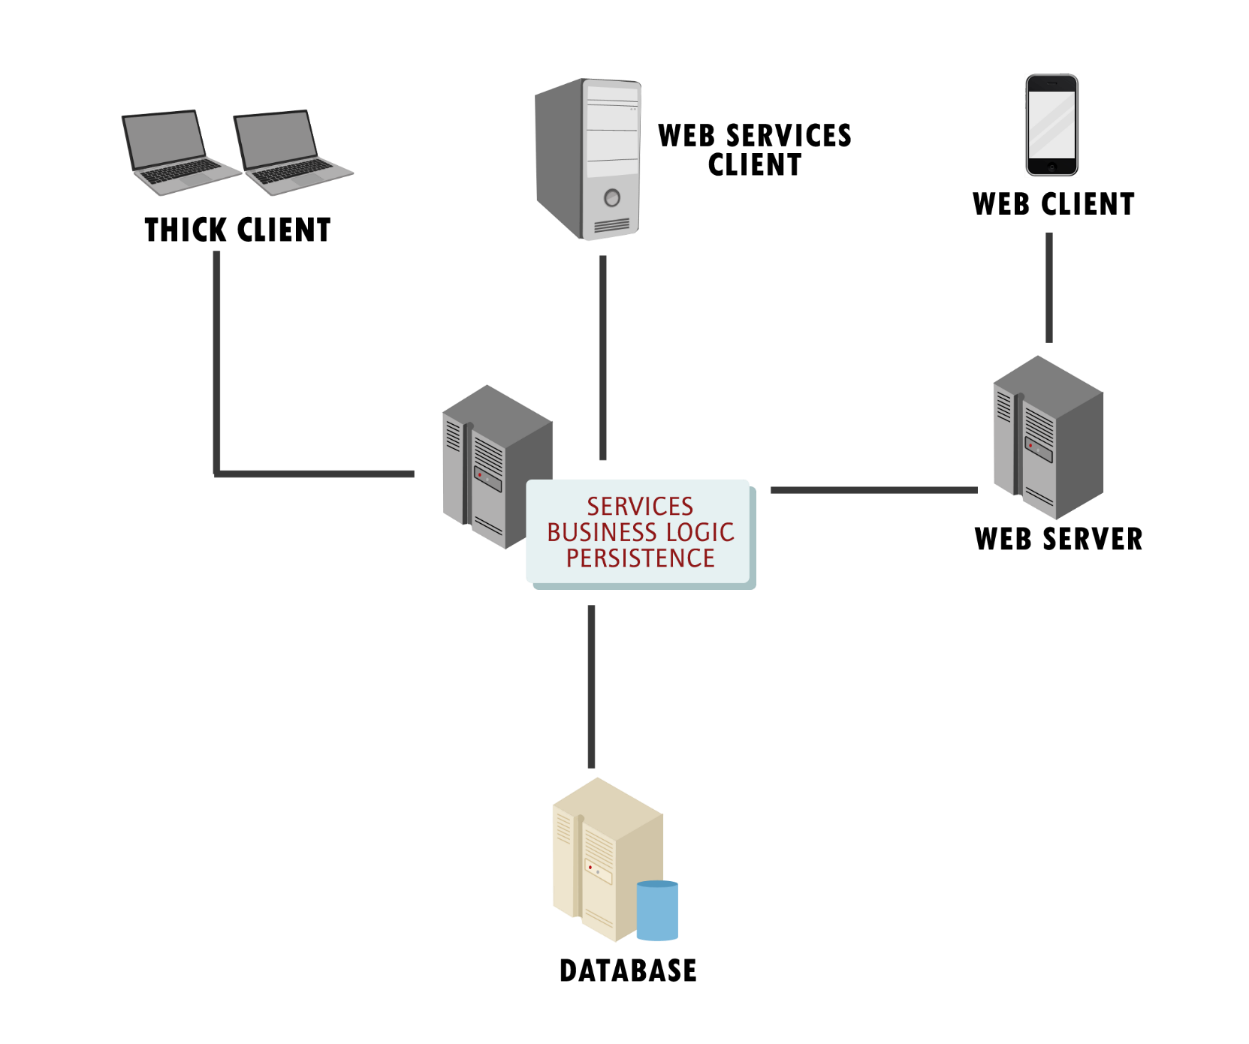 WEB SERVICES
CLIENT
WEB CLIENT
THICK CLIENT
SERVICES
BUSINESS LOGIC
PERSISTENCE
WEB SERVER
DATABASE